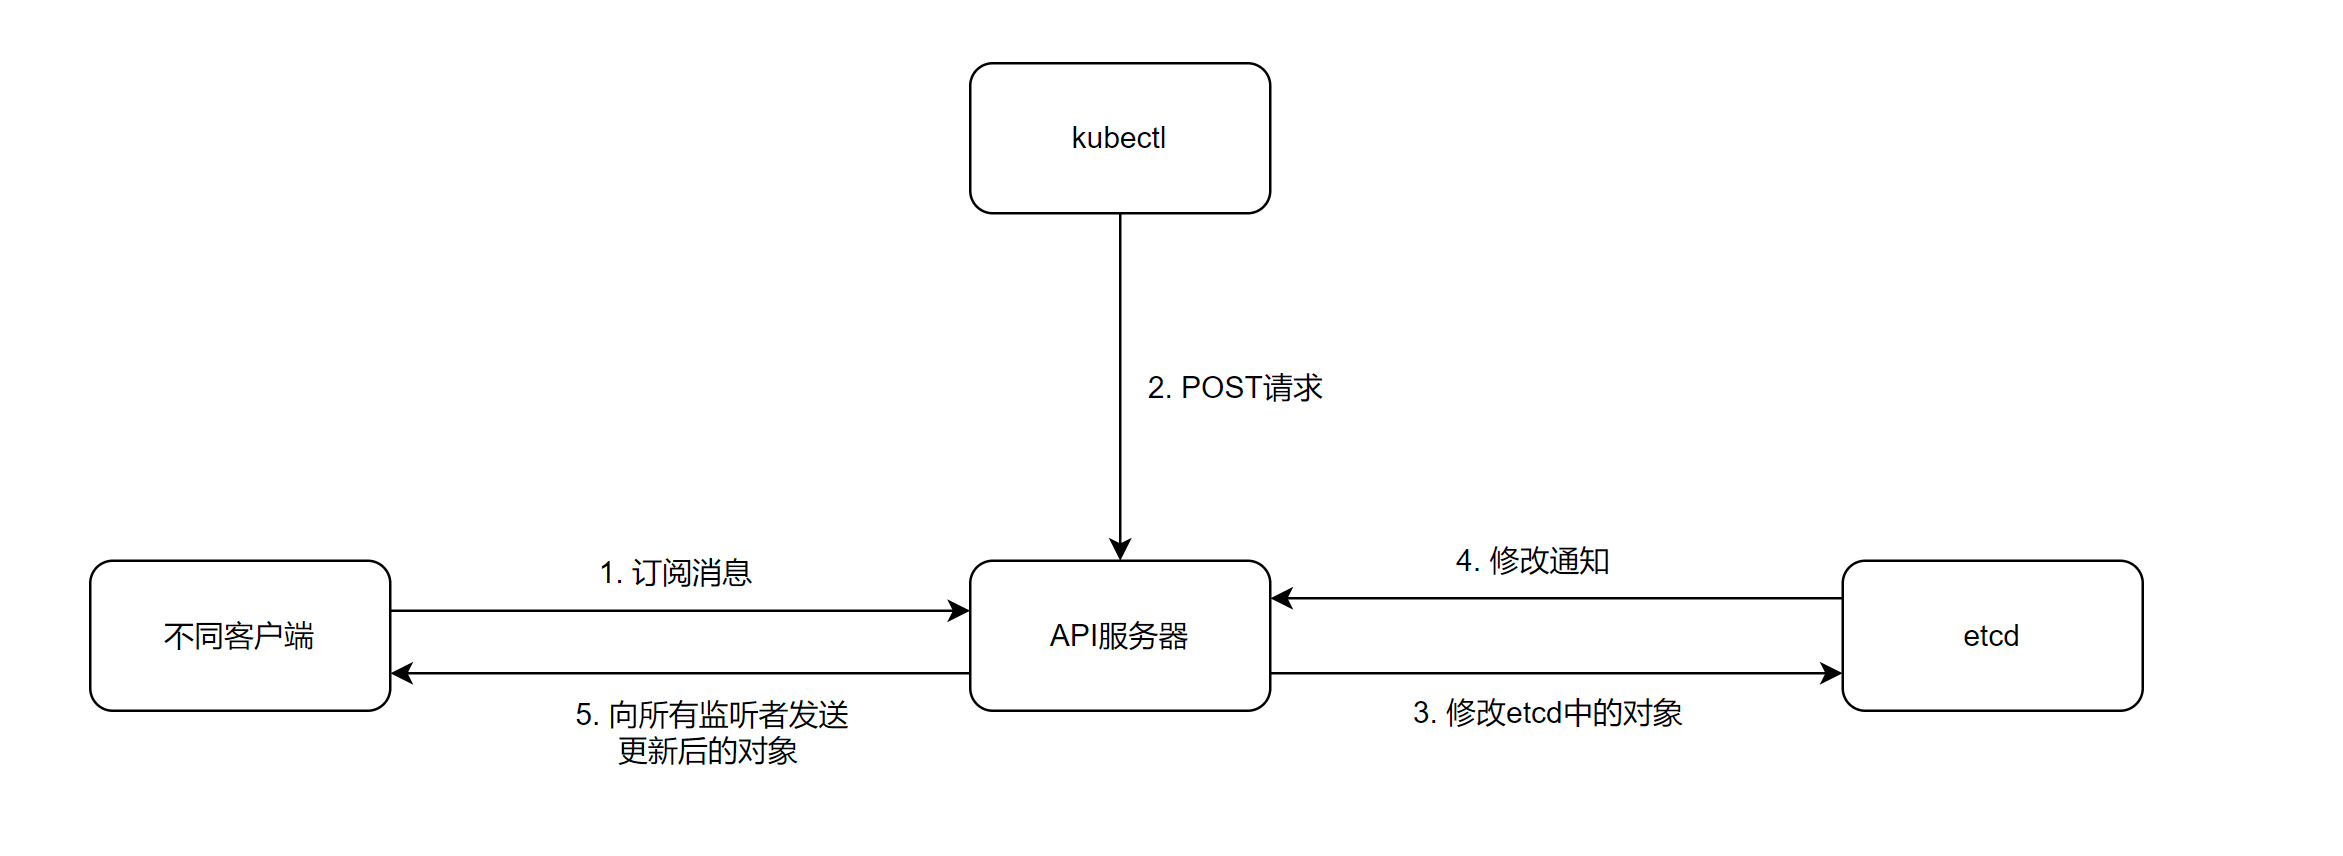 kubectl
2. POST请求
1. 订阅消息
4. 修改通知
不同客户端
API服务器
etcd
5. 向所有监听者发送
更新后的对象
3. 修改etcd中的对象